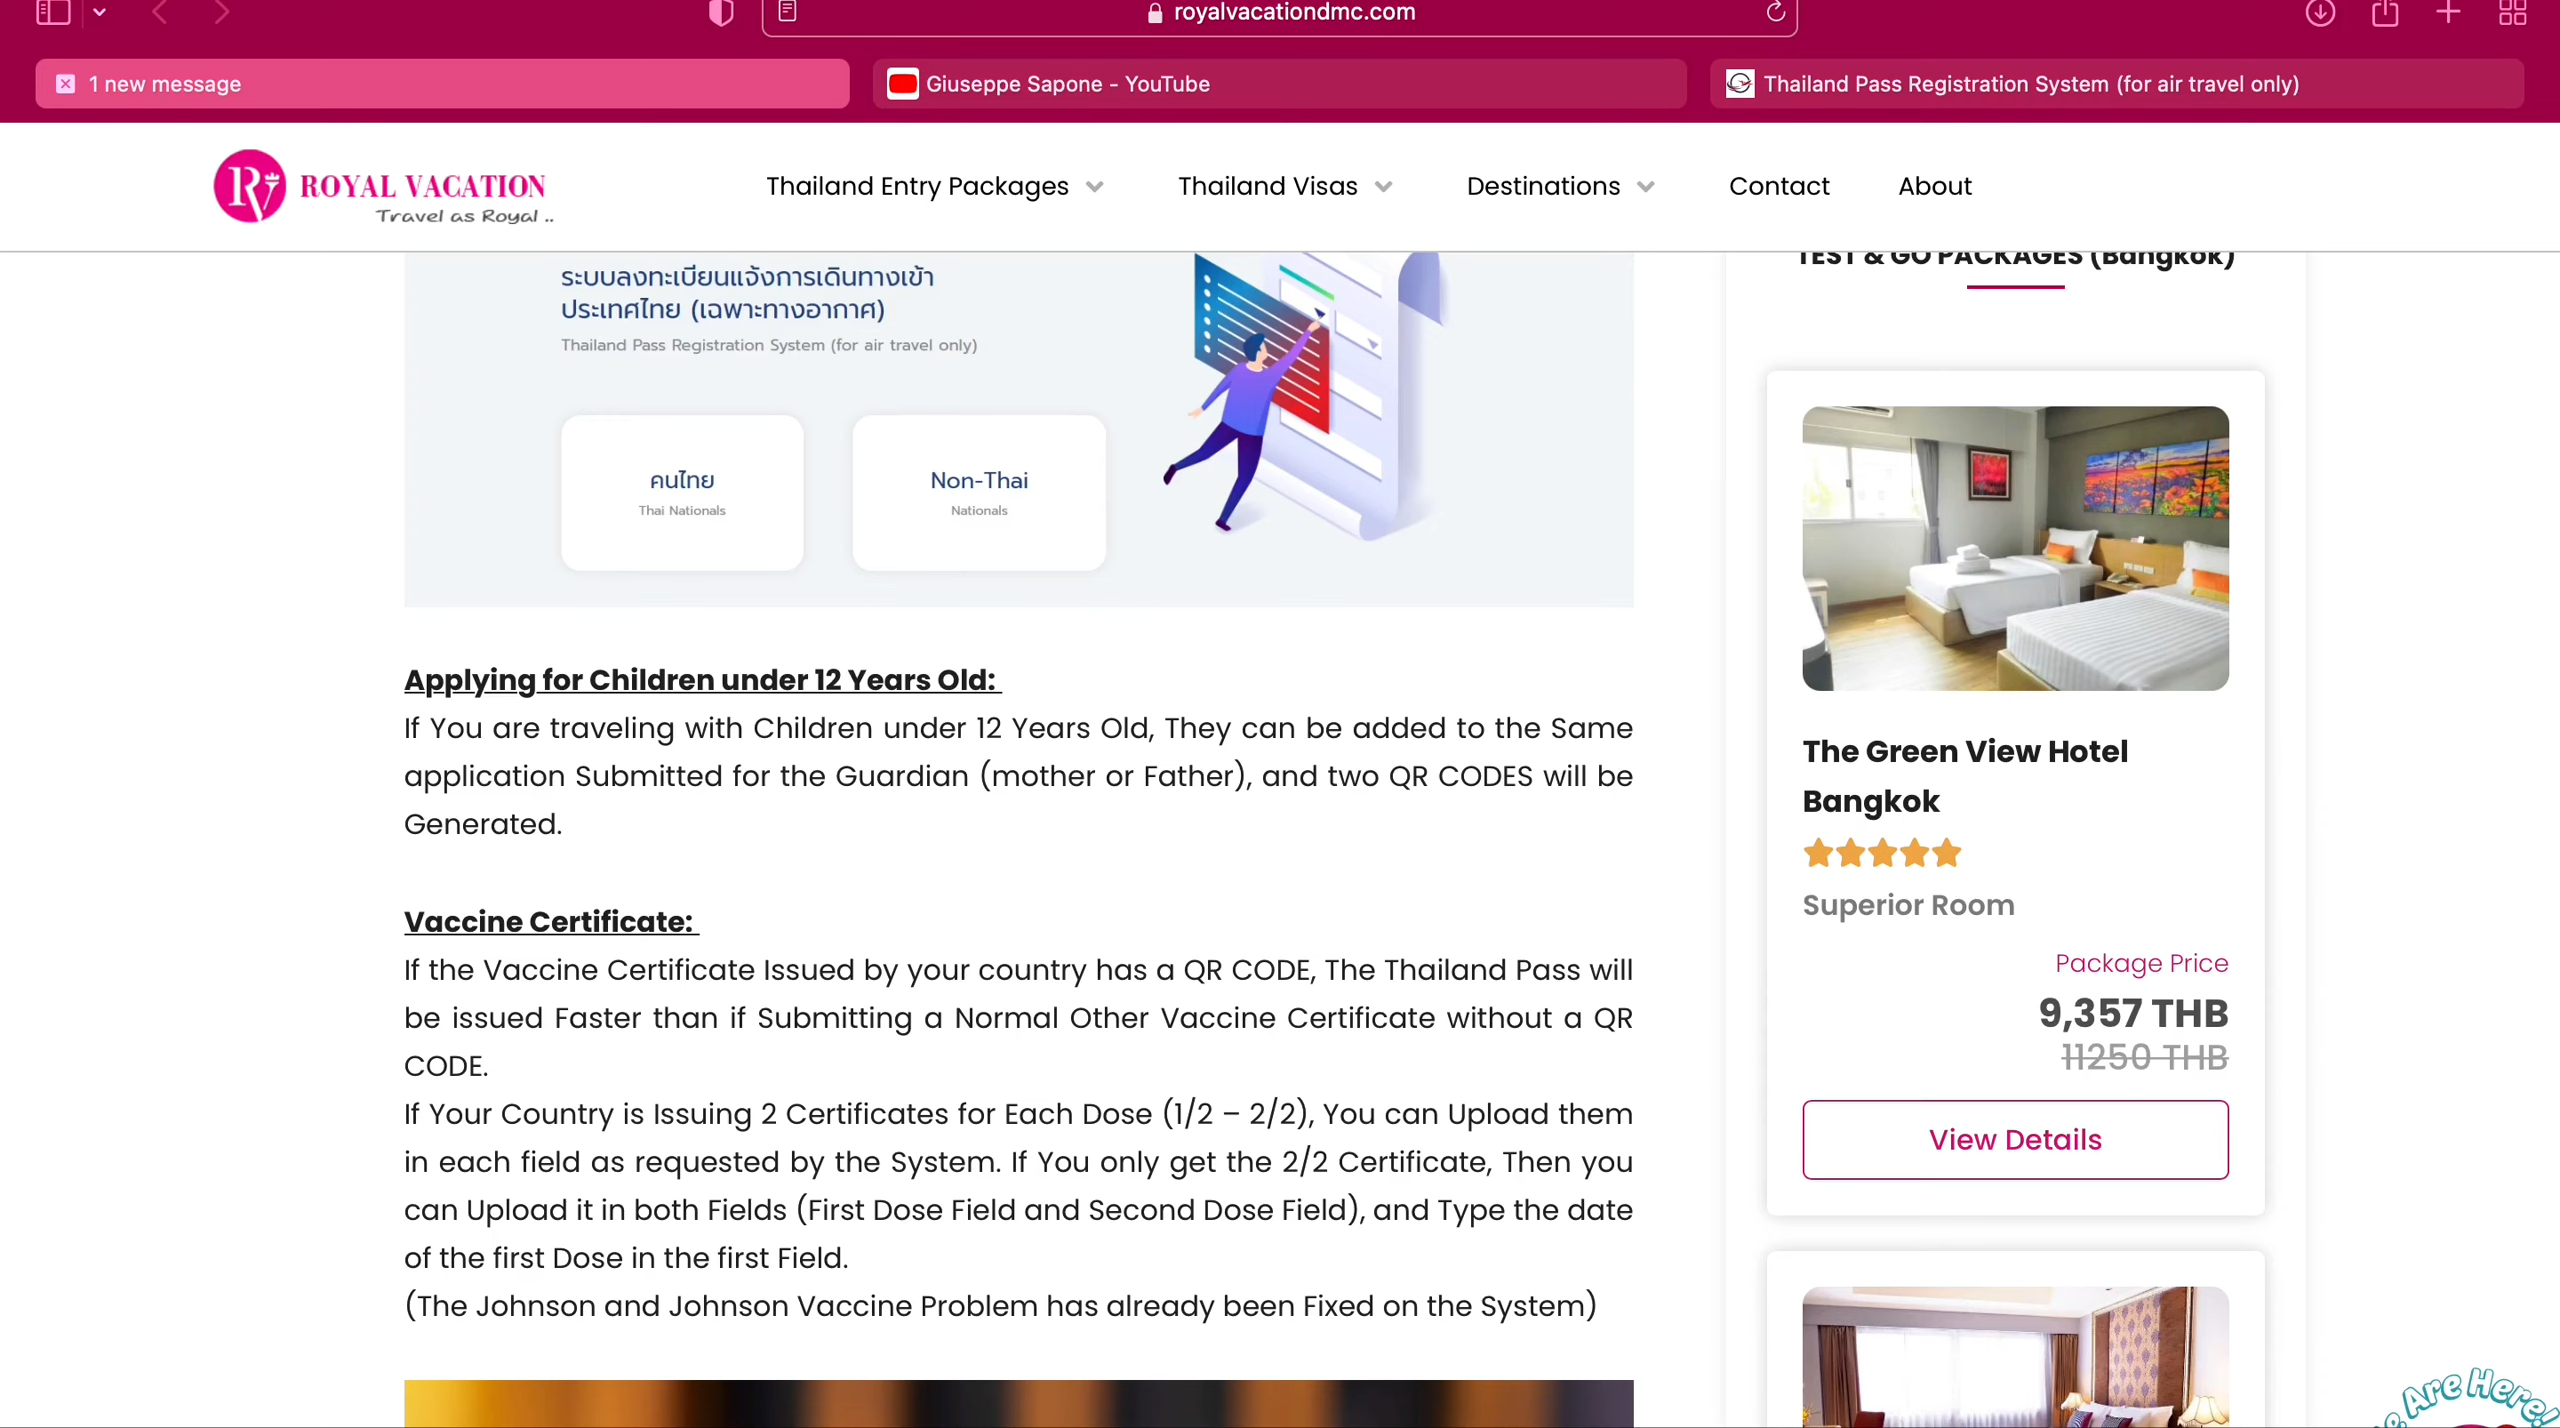 royalvacationdmc.com
1 new message
Giuseppe Sapone - YouTube
Thailand Pass Registration System (for air travel only)
RV ROYAL VACATION
Travel as Royal ..
Thailand Entry Packages
Thailand Visas
Destinations
Contact
About
ระบบลงทะเบียนแจ้งการเดินทางเข้า
ประเทศไทย (เฉพาะทางอากาศ)
Thailand Pass Registration System (for air travel only)
คนไทย
Thai Nationals
Non-Thai
Nationals
Applying for Children under 12 Years Old:
If You are traveling with Children under 12 Years Old, They can be added to the Same
application Submitted for the Guardian (mother or Father), and two QR CODES will be
Generated.
Vaccine Certificate:
If the Vaccine Certificate Issued by your country has a QR CODE, The Thailand Pass will
be issued Faster than if Submitting a Normal Other Vaccine Certificate without a QR
CODE.
If Your Country is Issuing 2 Certificates for Each Dose (1/2 – 2/2), You can Upload them
in each field as requested by the System. If You only get the 2/2 Certificate, Then you
can Upload it in both Fields (First Dose Field and Second Dose Field), and Type the date
of the first Dose in the first Field.
(The Johnson and Johnson Vaccine Problem has already been Fixed on the System)
TEST & GO PACKAGES (Bangkok)
The Green View Hotel
Bangkok
Superior Room
Package Price
9,357 THB
11250 THB
View Details
Are Here!